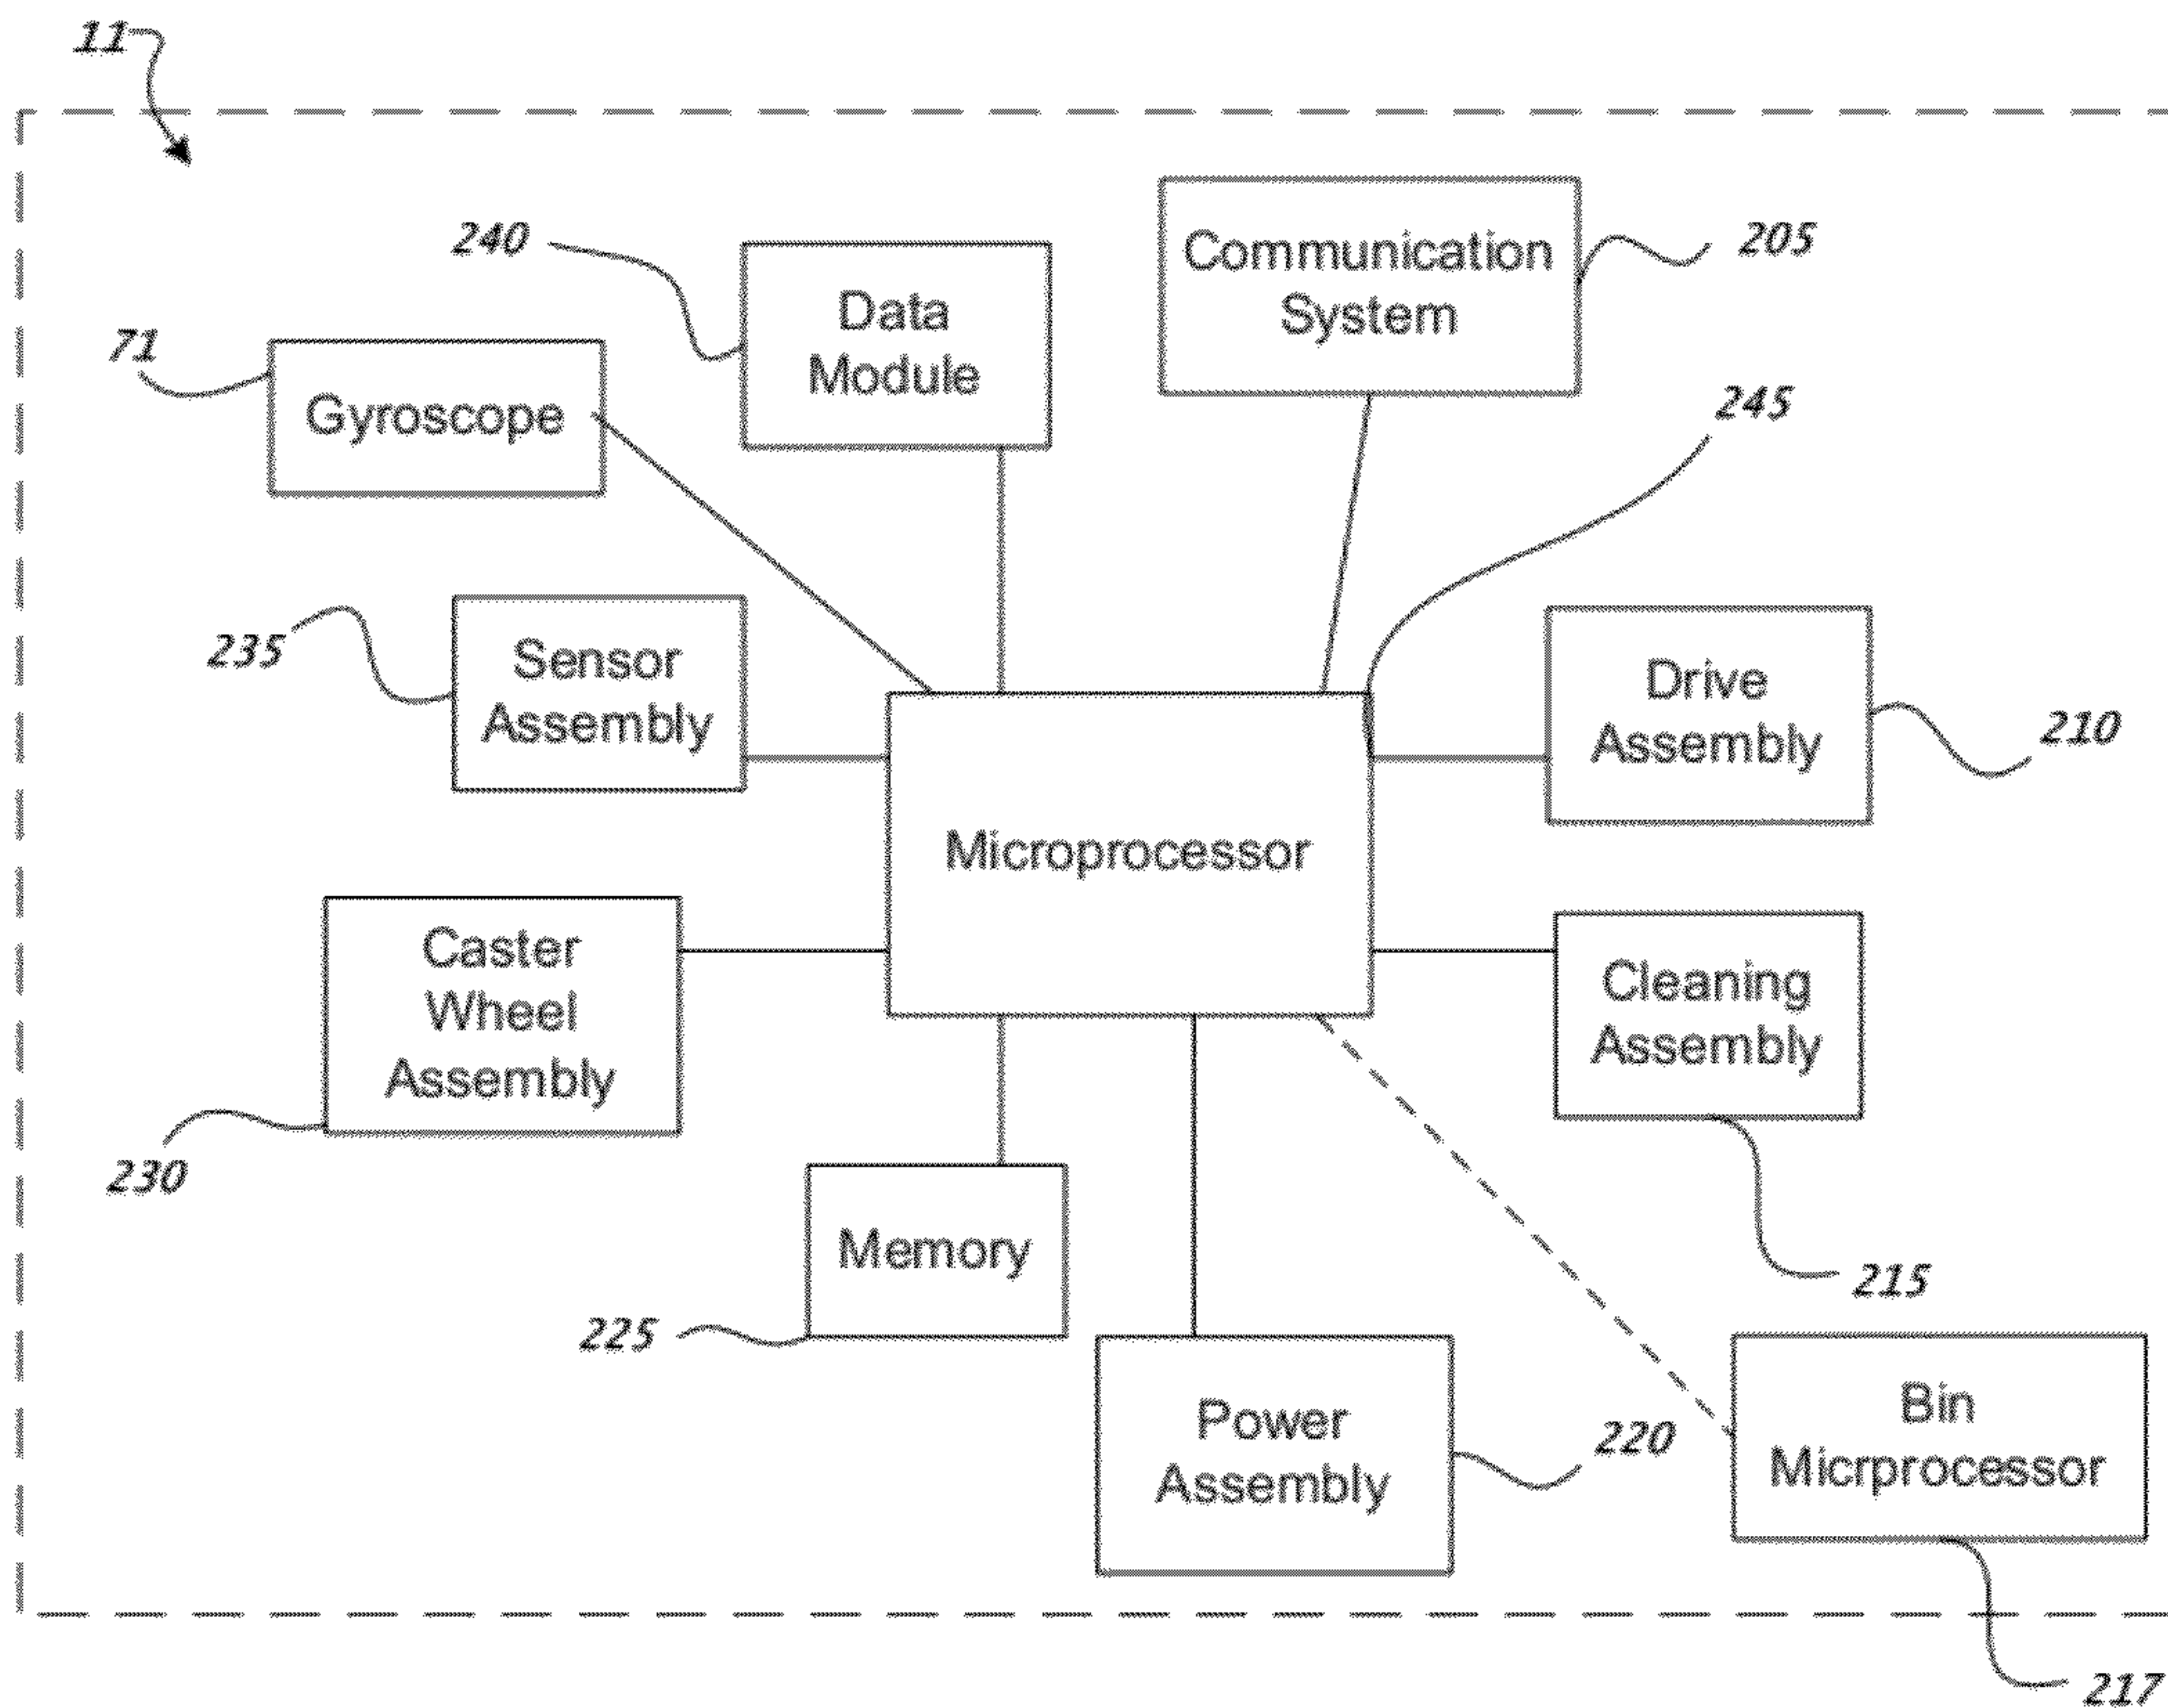 11
240
Data
Module
Communication
System
205
71
Gyroscope
245
235
Sensor
Assembly
Drive
Assembly
210
Microprocessor
Caster
Wheel
Assembly
230
Cleaning
Assembly
215
Memory
225
Power
Assembly
220
Bin
Micrprocessor
217